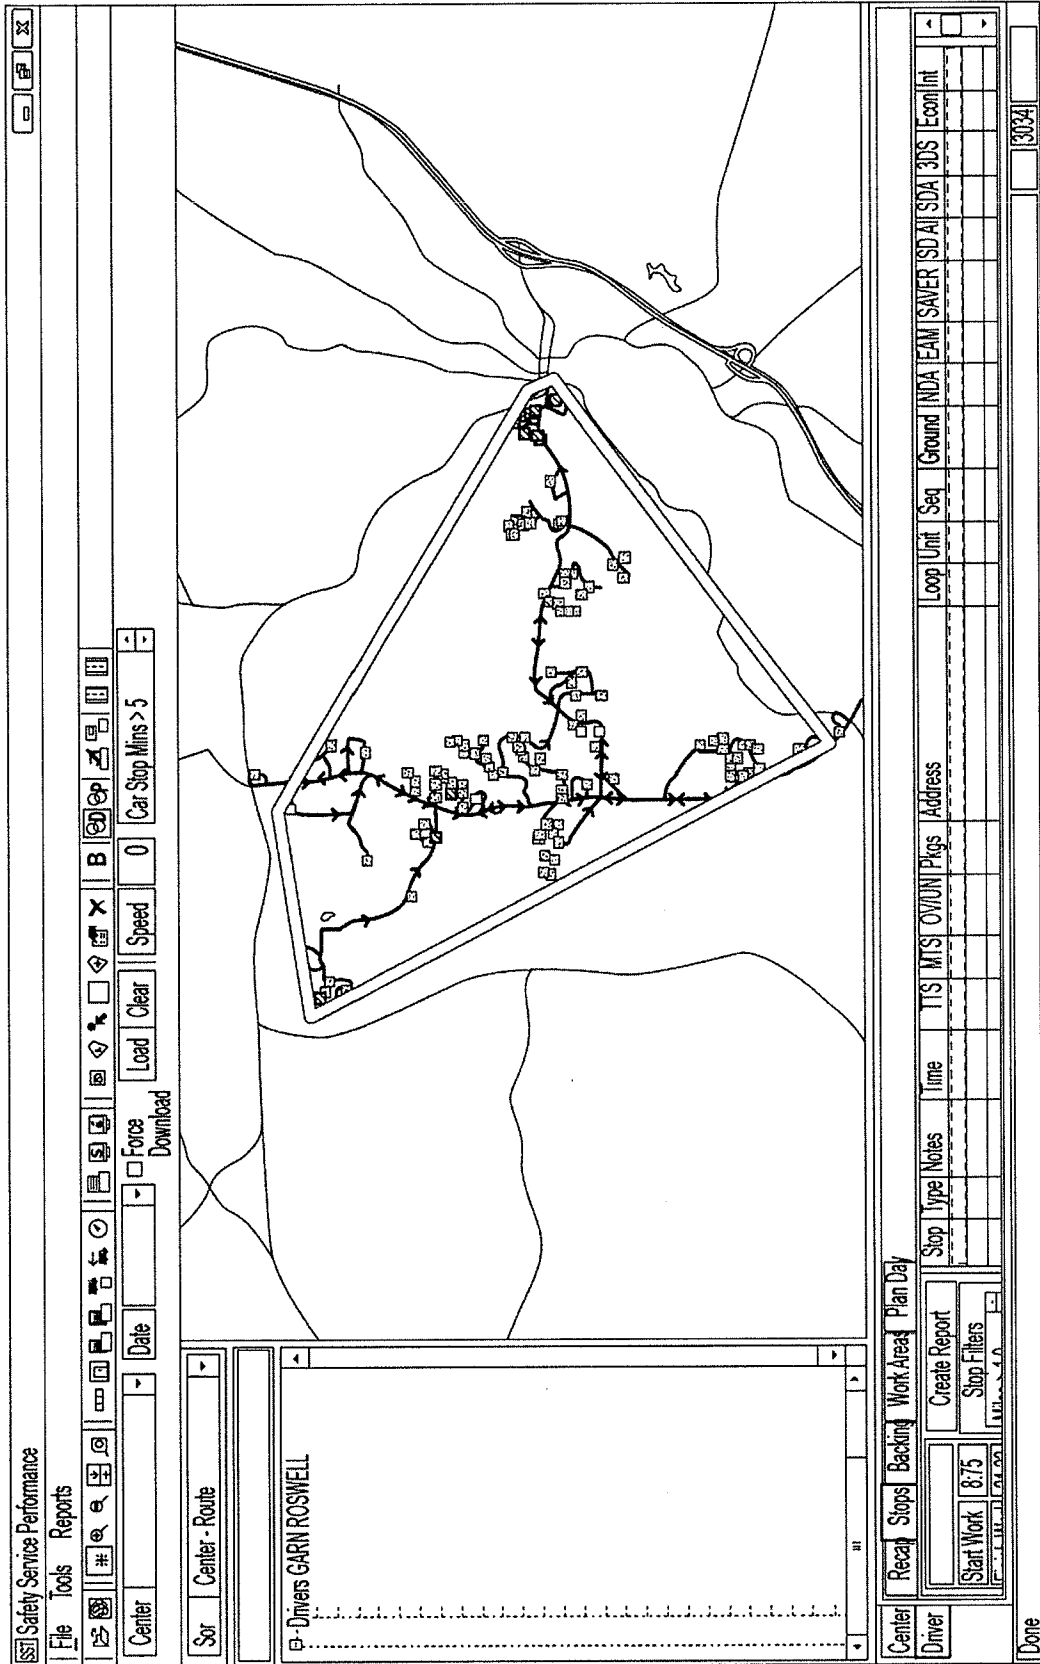 SST Safety Service Performance
File Tools Reports
B
Center Date Force Download Load Clear Speed 0 Car Stop Mins > 5
Sor Center - Route
Drivers GARN ROSWELL
Center Recap Stops Backing Work Areas Plan Day
Driver
Create Report
Start Work 8:75
Stop Filters
Stop Type Notes Time TTS MTS OV/UN Pkgs Address Loop Unit Seq Ground NDA EAM SAVER SD AI SDA 3DS Econ Int
Done 3034